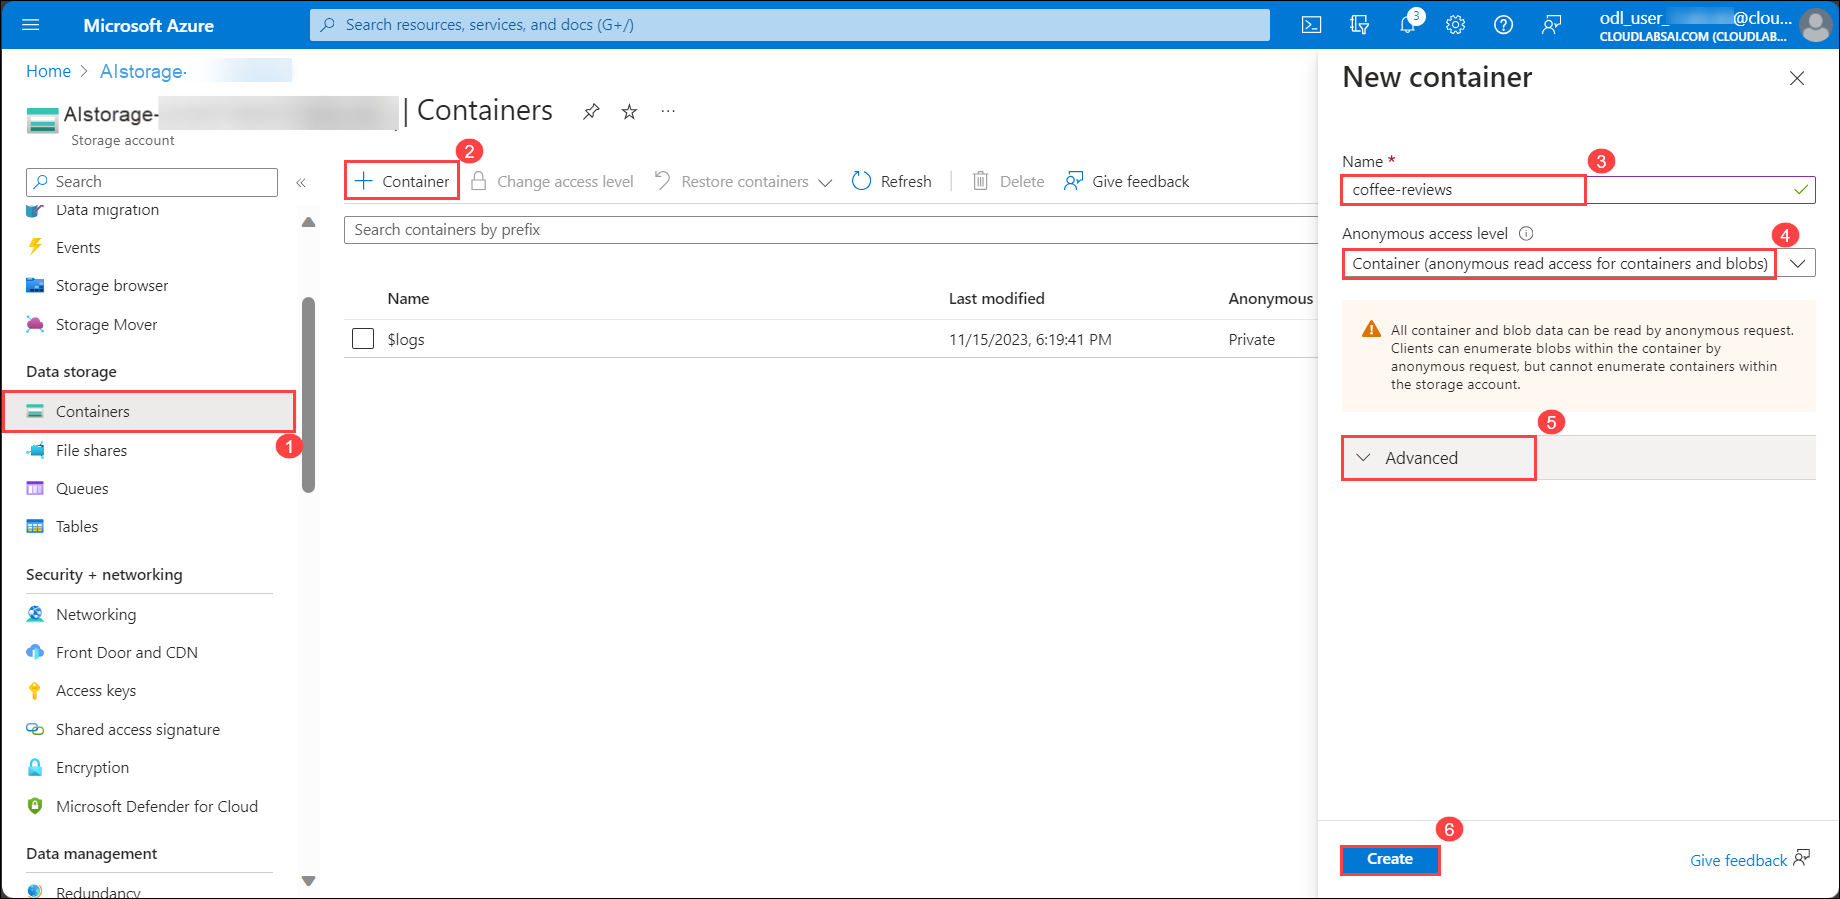 Microsoft Azure
Search resources, services, and docs (G+/)
3
odl_user_ @clou...
CLOUDLABSAI.COM (CLOUDLAB...
Home > AIstorage-
AIstorage- | Containers
Storage account
Search
Data migration
Events
Storage browser
Storage Mover
Data storage
Containers
1
File shares
Queues
Tables
Security + networking
Networking
Front Door and CDN
Access keys
Shared access signature
Encryption
Microsoft Defender for Cloud
Data management
Redundancy
2
+ Container
Change access level
Restore containers
Refresh
Delete
Give feedback
Search containers by prefix
Name Last modified Anonymous
$logs 11/15/2023, 6:19:41 PM Private
New container
Name *
3
coffee-reviews
Anonymous access level
4
Container (anonymous read access for containers and blobs)
All container and blob data can be read by anonymous request.
Clients can enumerate blobs within the container by
anonymous request, but cannot enumerate containers within
the storage account.
5
Advanced
6
Create
Give feedback